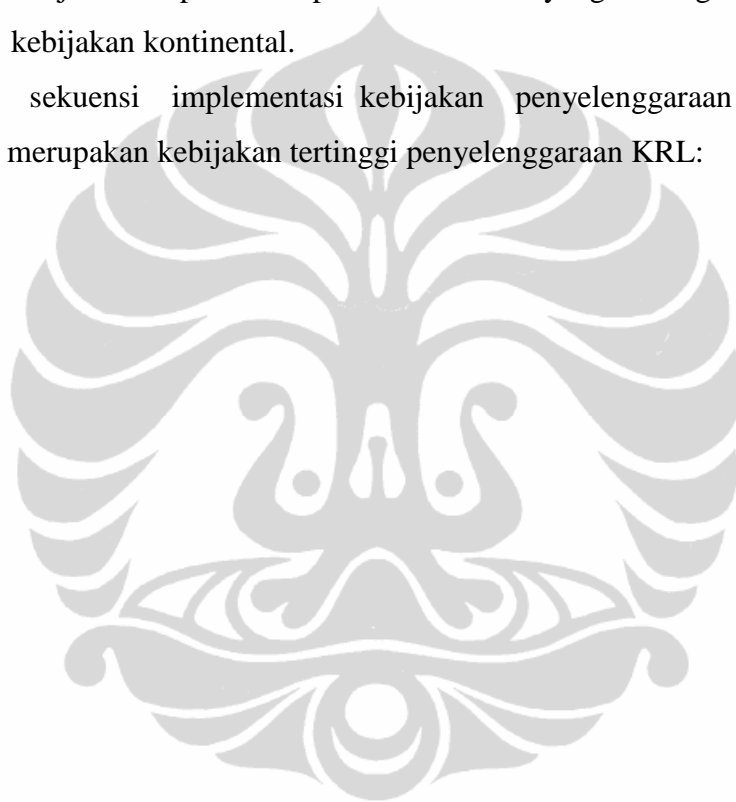 kebijakan kontinental.
sekuensi implementasi kebijakan penyelenggaraan
merupakan kebijakan tertinggi penyelenggaraan KRL: